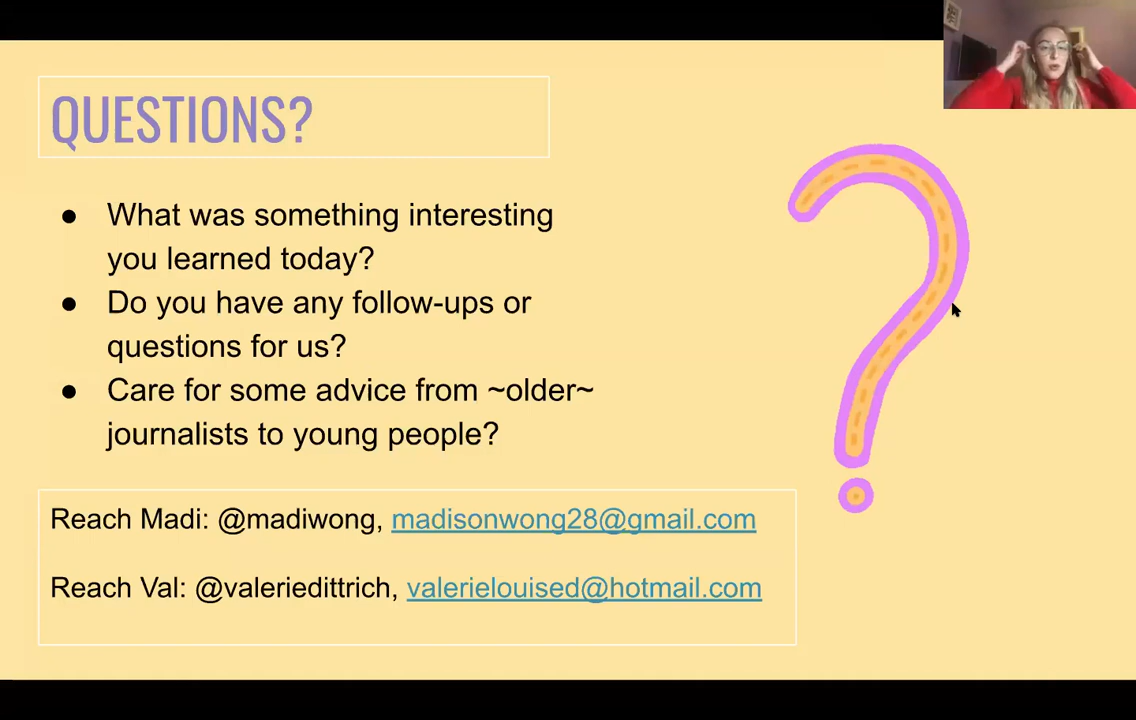 QUESTIONS?
● What was something interesting
you learned today?
● Do you have any follow-ups or
questions for us?
● Care for some advice from ~older~
journalists to young people?
Reach Madi: @madiwong, madisonwong28@gmail.com
Reach Val: @valeriedittrich, valerielouised@hotmail.com